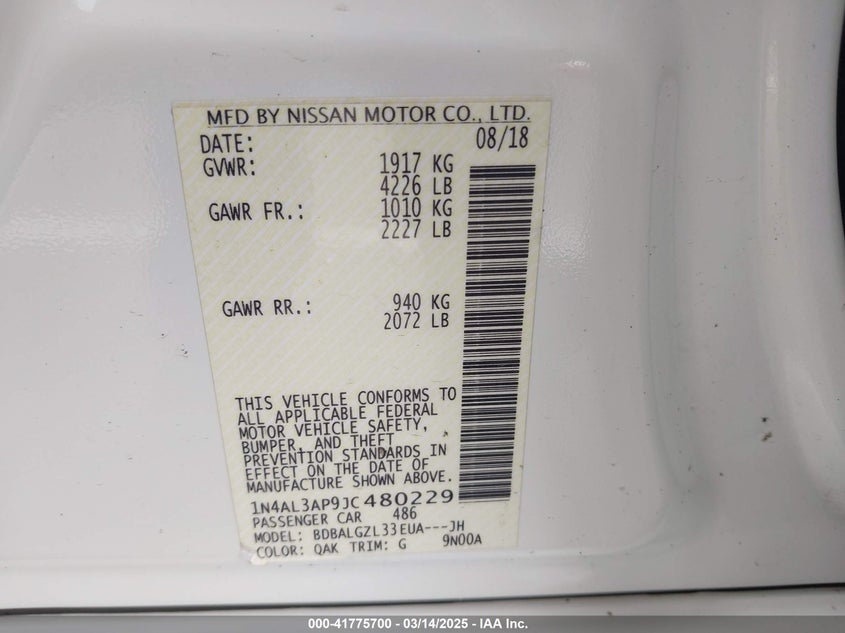 MFD BY NISSAN MOTOR CO., LTD.
DATE: 08/18
GVWR: 1917 KG
4226 LB
GAWR FR.: 1010 KG
2227 LB
GAWR RR.: 940 KG
2072 LB
THIS VEHICLE CONFORMS TO
ALL APPLICABLE FEDERAL
MOTOR VEHICLE SAFETY,
BUMPER, AND THEFT
PREVENTION STANDARDS IN
EFFECT ON THE DATE OF
MANUFACTURE SHOWN ABOVE.
1N4AL3AP9JC480229
PASSENGER CAR 486
MODEL: BDBALGZL33EUA---JH
COLOR: QAK TRIM: G 9N00A
000-41775700 - 03/14/2025 - IAA Inc.